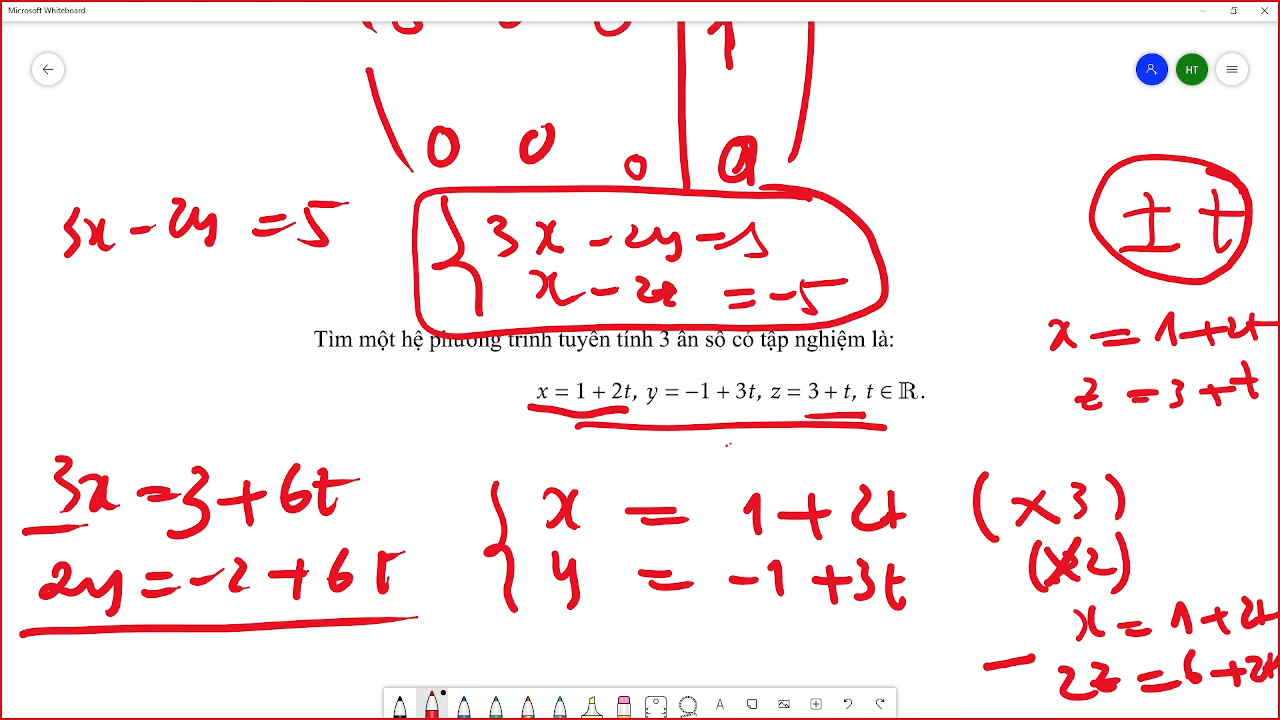 Microsoft Whiteboard
HT
0 0 0
3x - 2y = 5
3x - 2y = 1
x - 2z = -5
± t
Tìm một hệ phương trình tuyến tính 3 ẩn số có tập nghiệm là:
x = 1 + 2t, y = −1 + 3t, z = 3 + t, t ∈ ℝ.
x = 1 + 2t
z = 3 + t
3x = 3 + 6t
2y = -2 + 6t
x = 1 + 2t (×3)
y = -1 + 3t (×2)
x = 1 + 2t
2z = 6 + 2t